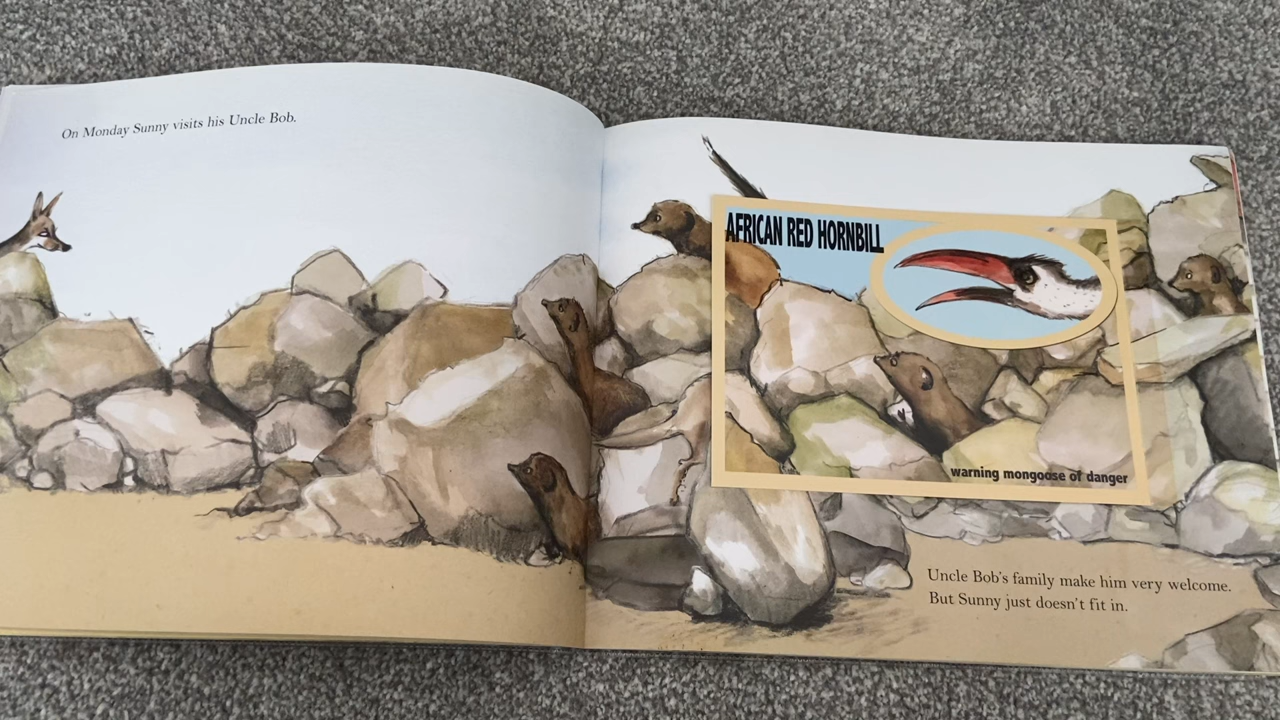 On Monday Sunny visits his Uncle Bob.
AFRICAN RED HORNBILL
warning mongoose of danger
Uncle Bob's family make him very welcome.
But Sunny just doesn't fit in.